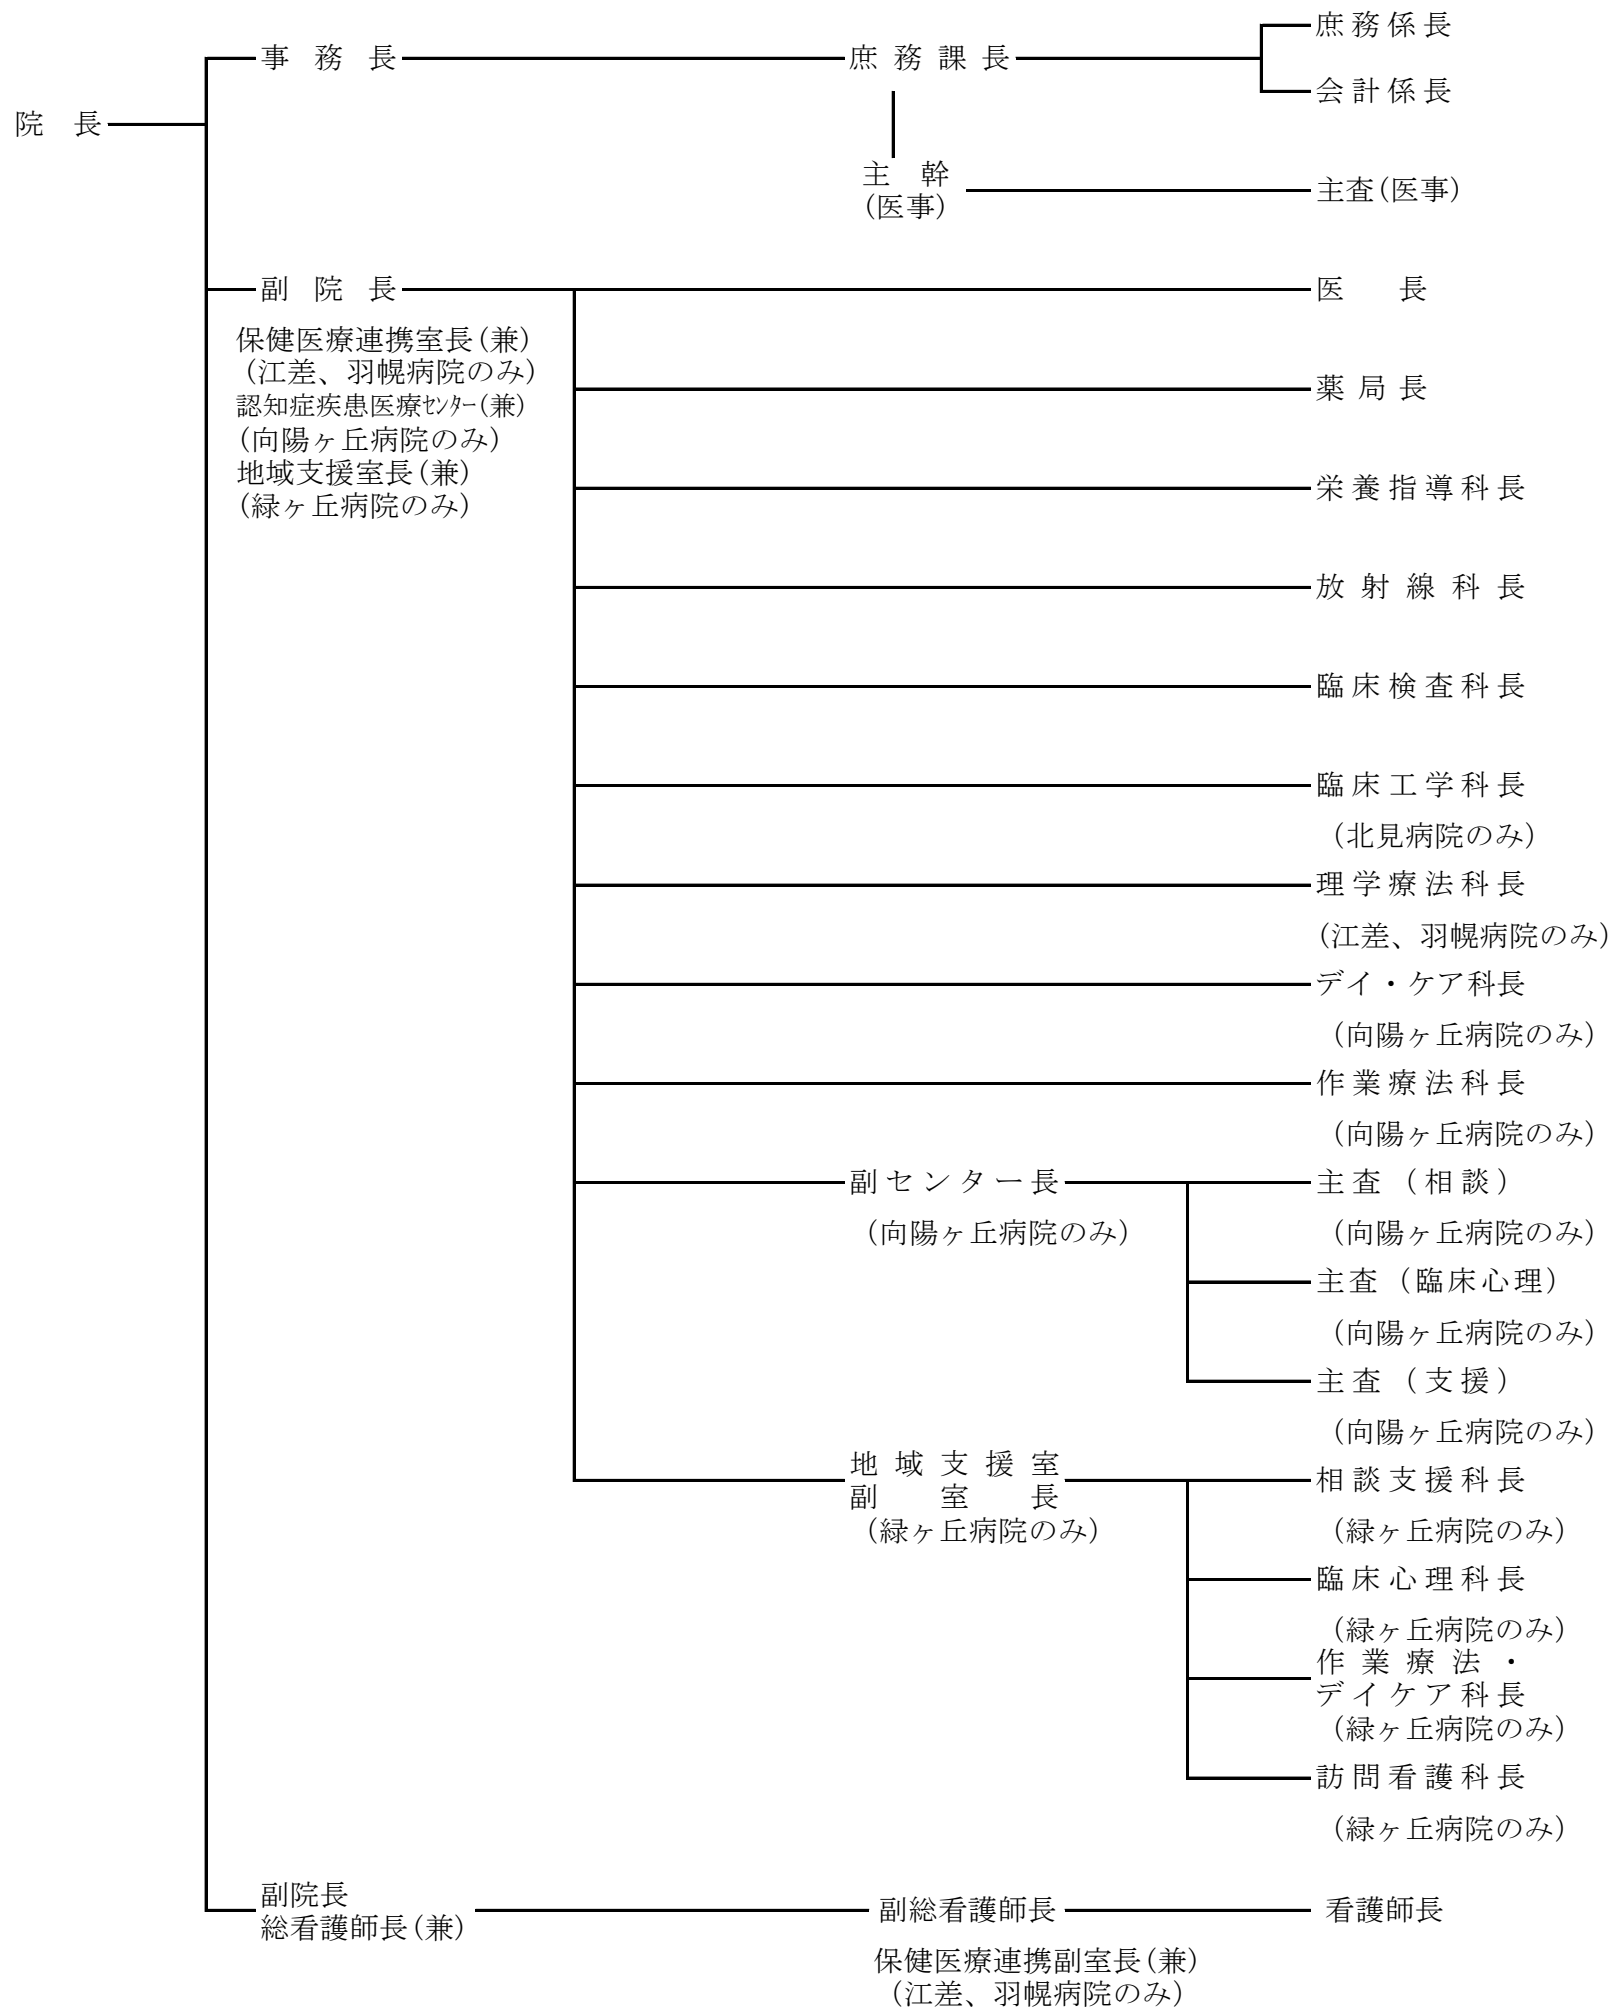 庶務係長
事務長
庶務課長
会計係長
院長
主幹
(医事)
主査(医事)
副院長
医長
保健医療連携室長(兼)
(江差、羽幌病院のみ)
認知症疾患医療ｾﾝﾀｰ(兼)
(向陽ヶ丘病院のみ)
地域支援室長(兼)
(緑ヶ丘病院のみ)
薬局長
栄養指導科長
放射線科長
臨床検査科長
臨床工学科長
(北見病院のみ)
理学療法科長
(江差、羽幌病院のみ)
デイ・ケア科長
(向陽ヶ丘病院のみ)
作業療法科長
(向陽ヶ丘病院のみ)
副センター長
(向陽ヶ丘病院のみ)
主査（相談）
(向陽ヶ丘病院のみ)
主査（臨床心理）
(向陽ヶ丘病院のみ)
主査（支援）
(向陽ヶ丘病院のみ)
地域支援室
副室長
(緑ヶ丘病院のみ)
相談支援科長
(緑ヶ丘病院のみ)
臨床心理科長
(緑ヶ丘病院のみ)
作業療法・
デイケア科長
(緑ヶ丘病院のみ)
訪問看護科長
(緑ヶ丘病院のみ)
副院長
総看護師長(兼)
副総看護師長
看護師長
保健医療連携副室長(兼)
(江差、羽幌病院のみ)